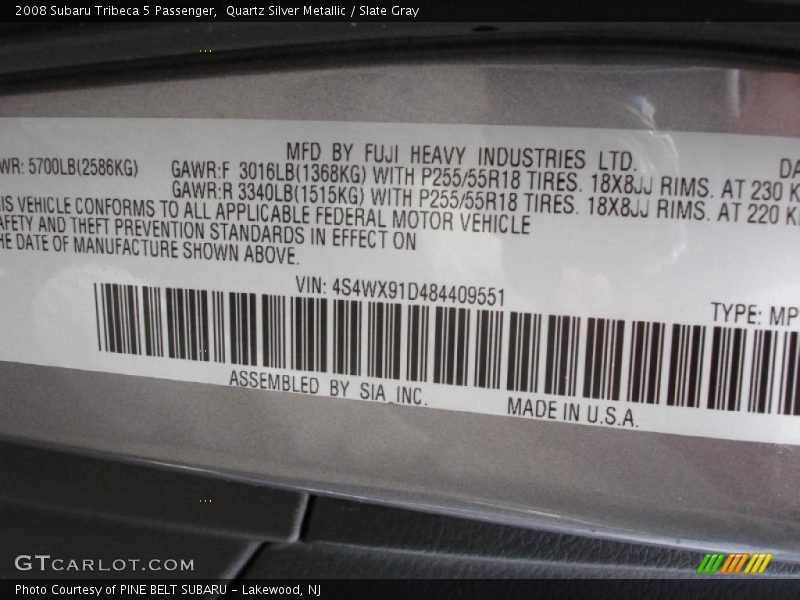 2008 Subaru Tribeca 5 Passenger,  Quartz Silver Metallic / Slate Gray
MFD BY FUJI HEAVY INDUSTRIES LTD.
WR: 5700LB(2586KG) GAWR:F 3016LB(1368KG) WITH P255/55R18 TIRES. 18X8JJ RIMS. AT 230 K
GAWR:R 3340LB(1515KG) WITH P255/55R18 TIRES. 18X8JJ RIMS. AT 220 K
DA
IS VEHICLE CONFORMS TO ALL APPLICABLE FEDERAL MOTOR VEHICLE
AFETY AND THEFT PREVENTION STANDARDS IN EFFECT ON
HE DATE OF MANUFACTURE SHOWN ABOVE.
VIN: 4S4WX91D484409551
TYPE: MP
ASSEMBLED BY SIA, INC.
MADE IN U.S.A.
GTCARLOT.COM
Photo Courtesy of PINE BELT SUBARU - Lakewood, NJ